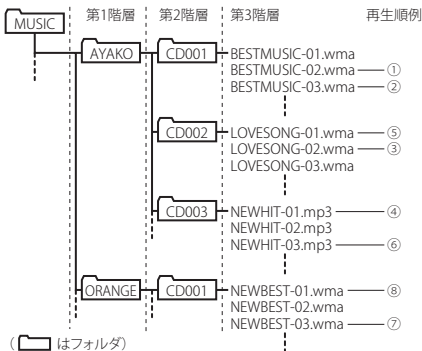 第1階層 第2階層 第3階層 再生順例
MUSIC
AYAKO CD001 BESTMUSIC-01.wma
BESTMUSIC-02.wma ①
BESTMUSIC-03.wma ②
CD002 LOVESONG-01.wma ⑤
LOVESONG-02.wma ③
LOVESONG-03.wma
CD003 NEWHIT-01.mp3 ④
NEWHIT-02.mp3
NEWHIT-03.mp3 ⑥
ORANGE CD001 NEWBEST-01.wma ⑧
NEWBEST-02.wma
NEWBEST-03.wma ⑦
( はフォルダ)